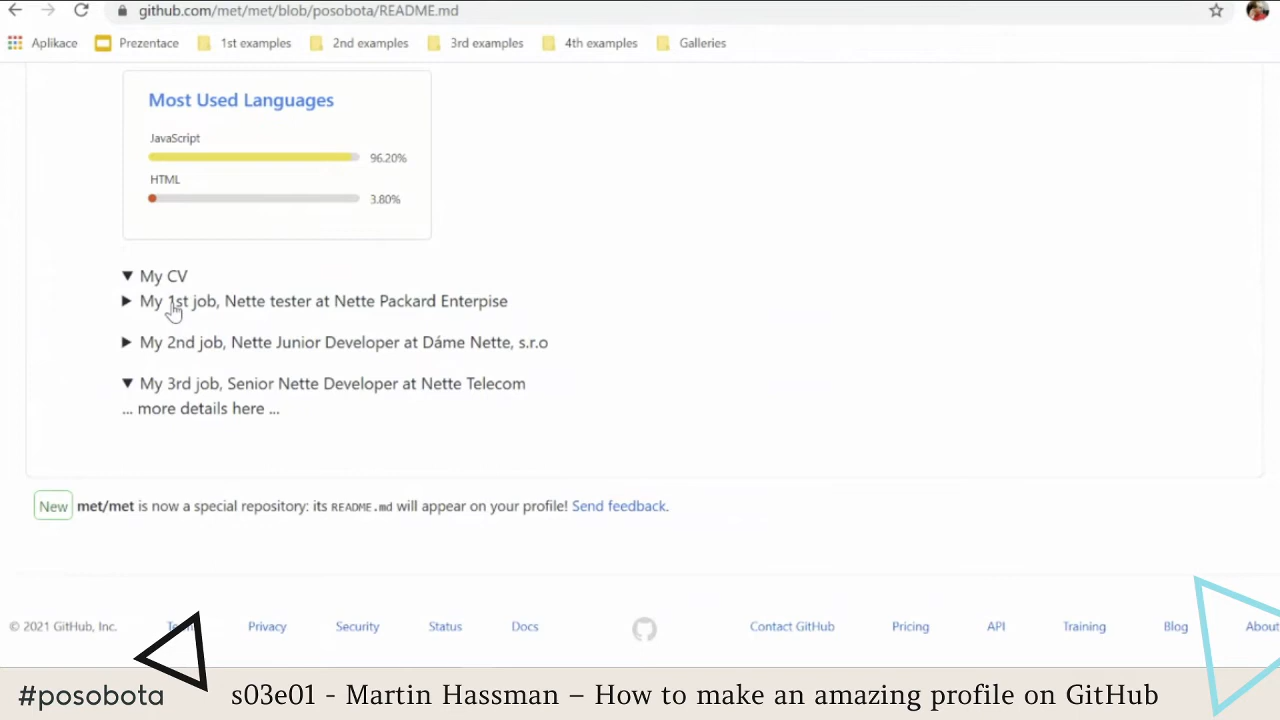 github.com/met/met/blob/posobota/README.md
Aplikace Prezentace 1st examples 2nd examples 3rd examples 4th examples Galleries
Most Used Languages
JavaScript
96.20%
HTML
3.80%
My CV
My 1st job, Nette tester at Nette Packard Enterpise
My 2nd job, Nette Junior Developer at Dáme Nette, s.r.o
My 3rd job, Senior Nette Developer at Nette Telecom
... more details here ...
New met/met is now a special repository: its README.md will appear on your profile! Send feedback.
© 2021 GitHub, Inc. Privacy Security Status Docs Contact GitHub Pricing API Training Blog About
#posobota s03e01 - Martin Hassman – How to make an amazing profile on GitHub